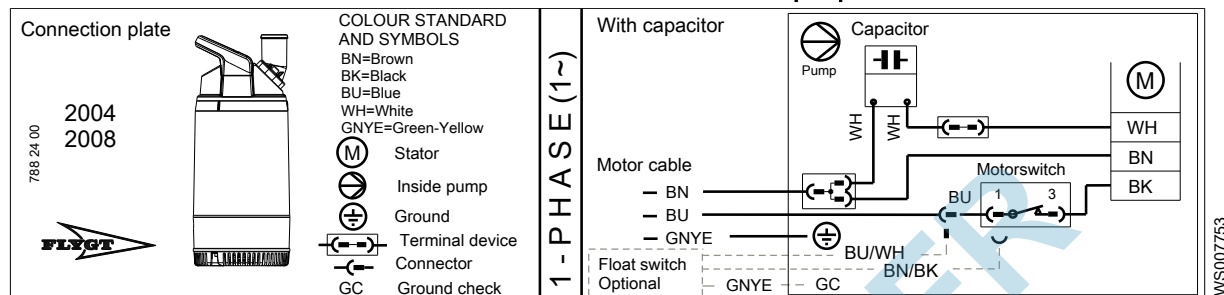 Connection plate
2004
2008
788 24 00
FLYGT
COLOUR STANDARD
AND SYMBOLS
BN=Brown
BK=Black
BU=Blue
WH=White
GNYE=Green-Yellow
M Stator
Inside pump
Ground
Terminal device
Connector
GC Ground check
1-PHASE(1~)
With capacitor
Pump
Capacitor
M
WH
WH
WH
BN
BK
Motor cable
BN
BU
GNYE
Motorswitch
BU
1
3
BU/WH
BN/BK
Float switch
Optional
GNYE
GC
WS007753